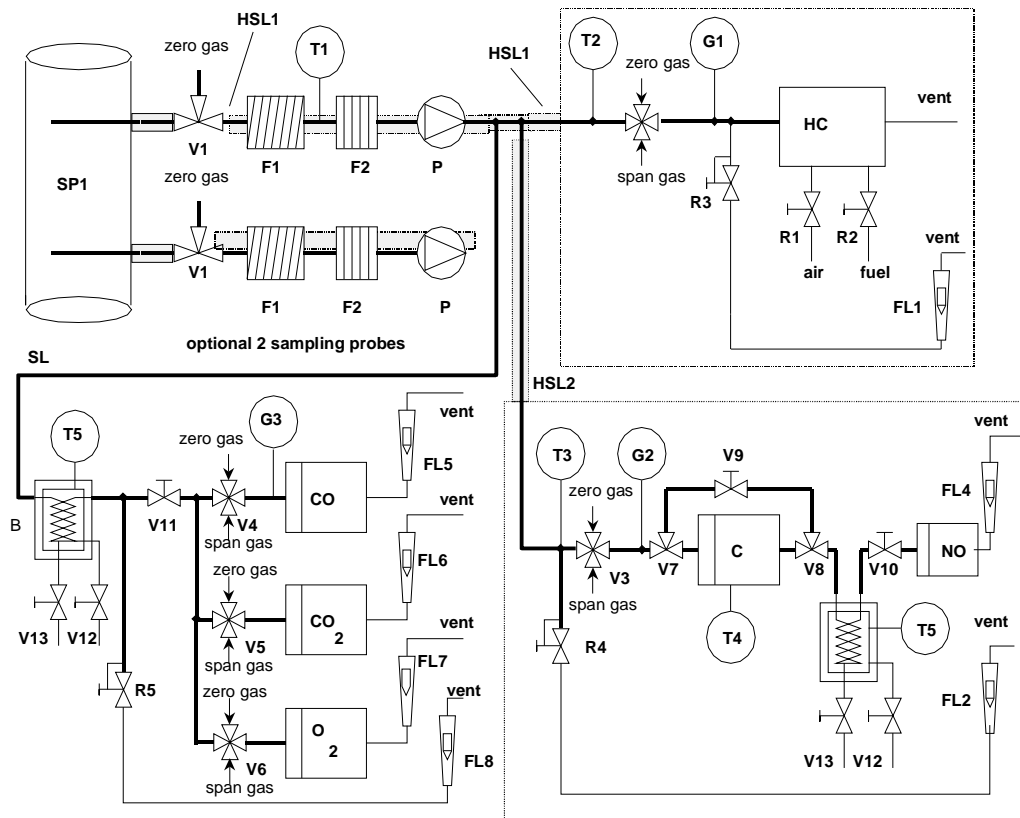 HSL1
zero gas
T1
V1
F1
F2
P
SP1
zero gas
V1
F1
F2
P
optional 2 sampling probes
HSL1
T2
G1
zero gas
span gas
HC
vent
R3
R1
R2
air
fuel
vent
FL1
SL
HSL2
T5
B
V13
V12
V11
R5
zero gas
G3
V4
span gas
CO
vent
FL5
zero gas
V5
span gas
CO
2
vent
FL6
zero gas
V6
span gas
O
2
vent
FL7
vent
FL8
T3
G2
zero gas
V3
span gas
R4
V9
V7
C
V8
T4
V10
NO
vent
FL4
T5
V13
V12
vent
FL2